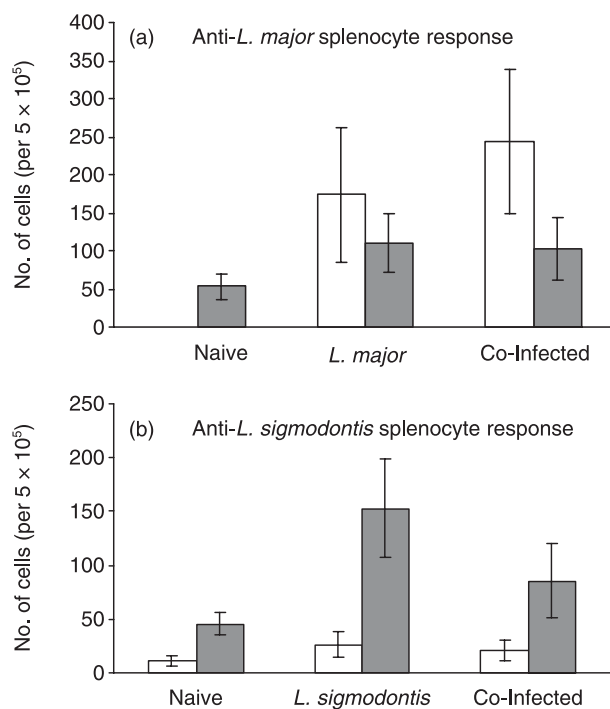 (a) Anti-L. major splenocyte response
No. of cells (per 5 × 10⁵)
400
350
300
250
200
150
100
50
0
Naive L. major Co-Infected
(b) Anti-L. sigmodontis splenocyte response
No. of cells (per 5 × 10⁵)
250
200
150
100
50
0
Naive L. sigmodontis Co-Infected